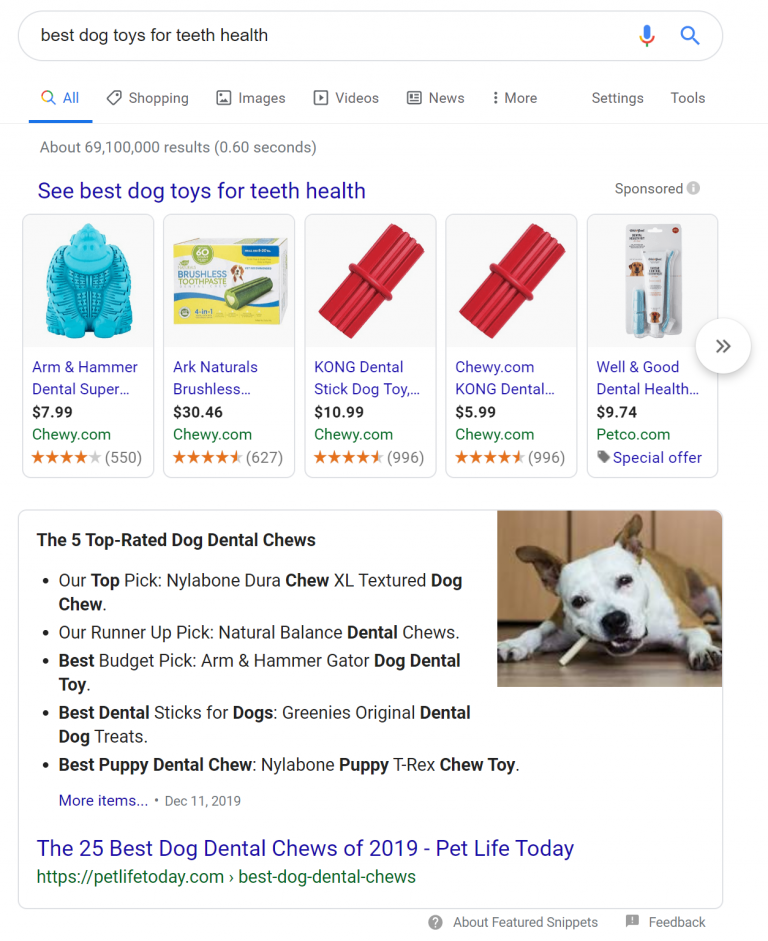 best dog toys for teeth health
All Shopping Images Videos News More Settings Tools
About 69,100,000 results (0.60 seconds)
See best dog toys for teeth health
Sponsored
Arm & Hammer
Dental Super...
$7.99
Chewy.com
(550)
60
BRUSHLESS
TOOTHPASTE
4-in-1
Ark Naturals
Brushless...
$30.46
Chewy.com
(627)
KONG Dental
Stick Dog Toy,...
$10.99
Chewy.com
(996)
Chewy.com
KONG Dental...
$5.99
Chewy.com
(996)
Well & Good
Dental Health...
$9.74
Petco.com
Special offer
The 5 Top-Rated Dog Dental Chews
• Our Top Pick: Nylabone Dura Chew XL Textured Dog
Chew.
• Our Runner Up Pick: Natural Balance Dental Chews.
• Best Budget Pick: Arm & Hammer Gator Dog Dental
Toy.
• Best Dental Sticks for Dogs: Greenies Original Dental
Dog Treats.
• Best Puppy Dental Chew: Nylabone Puppy T-Rex Chew Toy.
More items... • Dec 11, 2019
The 25 Best Dog Dental Chews of 2019 - Pet Life Today
https://petlifetoday.com › best-dog-dental-chews
About Featured Snippets Feedback